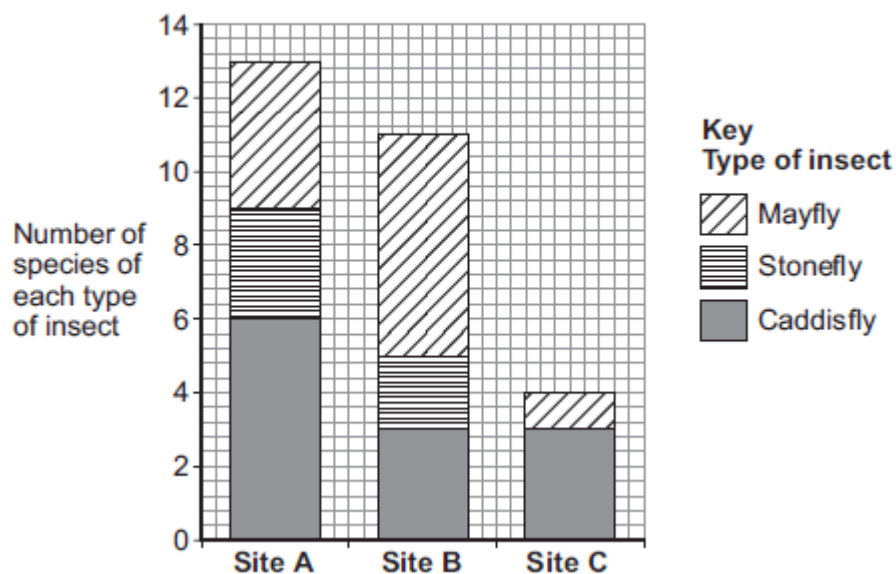 14
12
10
8
6
4
2
0
Number of
species of
each type
of insect
Site A
Site B
Site C
Key
Type of insect
Mayfly
Stonefly
Caddisfly